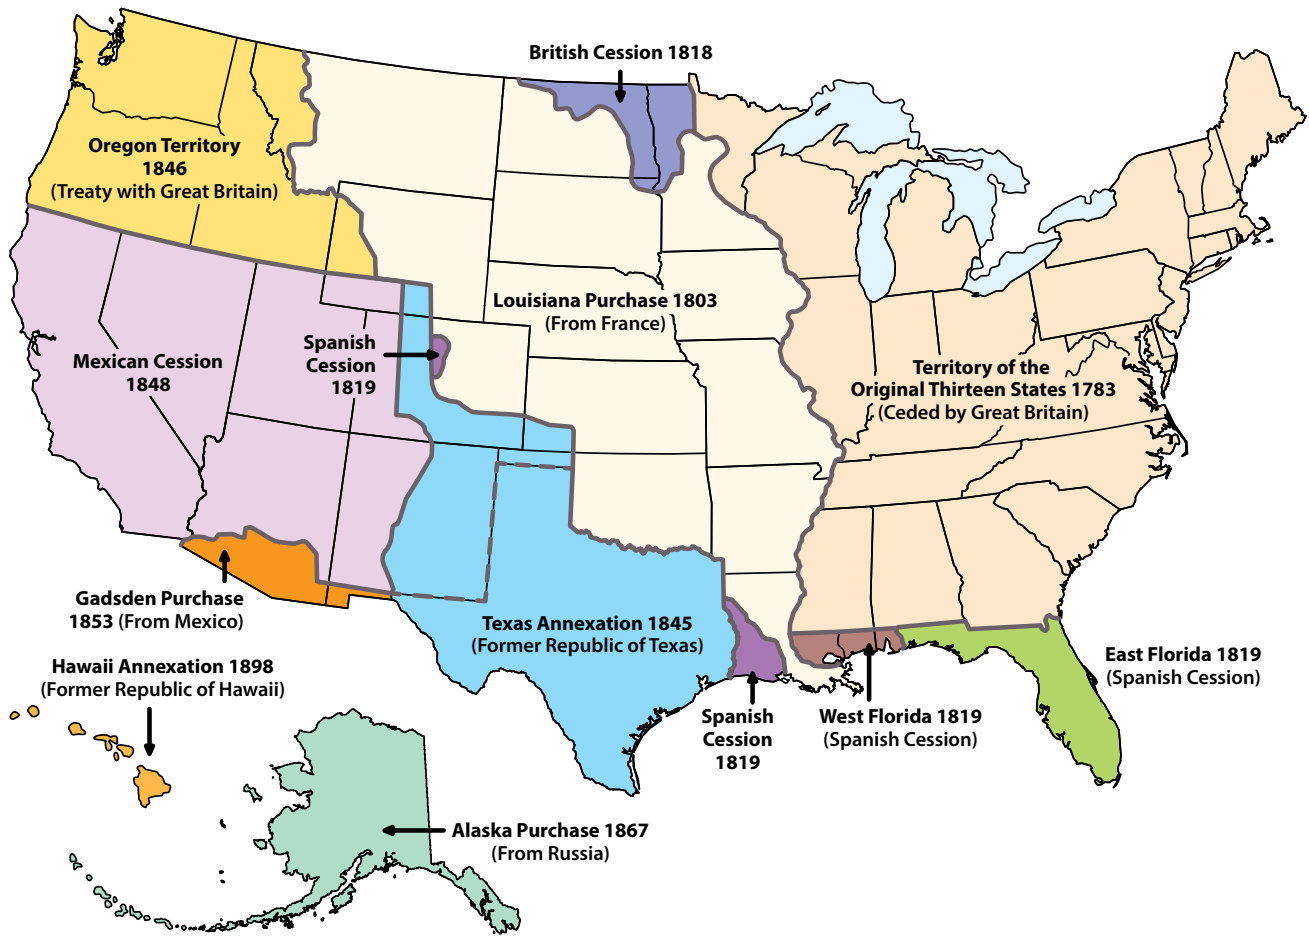 British Cession 1818
Oregon Territory
1846
(Treaty with Great Britain)
Louisiana Purchase 1803
(From France)
Spanish
Cession
1819
Mexican Cession
1848
Territory of the
Original Thirteen States 1783
(Ceded by Great Britain)
Gadsden Purchase
1853 (From Mexico)
Texas Annexation 1845
(Former Republic of Texas)
East Florida 1819
(Spanish Cession)
Hawaii Annexation 1898
(Former Republic of Hawaii)
Spanish
Cession
1819
West Florida 1819
(Spanish Cession)
Alaska Purchase 1867
(From Russia)